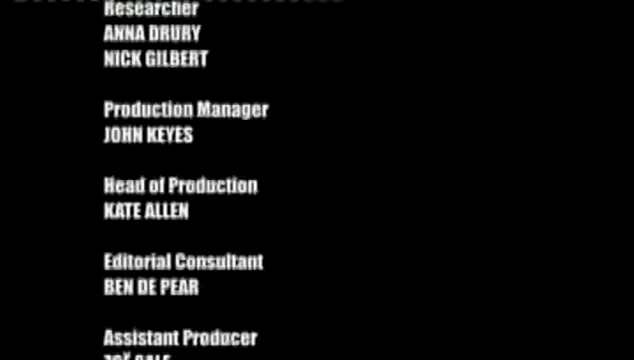 Researcher
ANNA DRURY
NICK GILBERT
Production Manager
JOHN KEYES
Head of Production
KATE ALLEN
Editorial Consultant
BEN DE PEAR
Assistant Producer